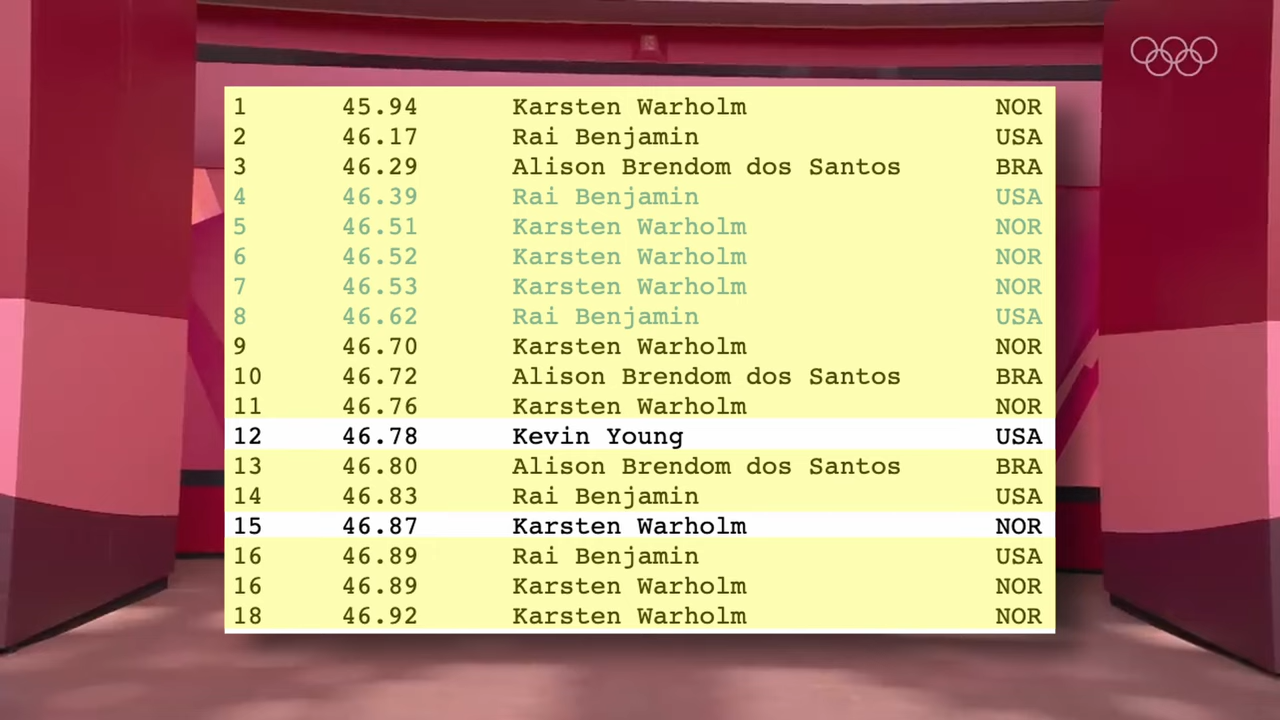 1 45.94 Karsten Warholm NOR
2 46.17 Rai Benjamin USA
3 46.29 Alison Brendom dos Santos BRA
4 46.39 Rai Benjamin USA
5 46.51 Karsten Warholm NOR
6 46.52 Karsten Warholm NOR
7 46.53 Karsten Warholm NOR
8 46.62 Rai Benjamin USA
9 46.70 Karsten Warholm NOR
10 46.72 Alison Brendom dos Santos BRA
11 46.76 Karsten Warholm NOR
12 46.78 Kevin Young USA
13 46.80 Alison Brendom dos Santos BRA
14 46.83 Rai Benjamin USA
15 46.87 Karsten Warholm NOR
16 46.89 Rai Benjamin USA
16 46.89 Karsten Warholm NOR
18 46.92 Karsten Warholm NOR